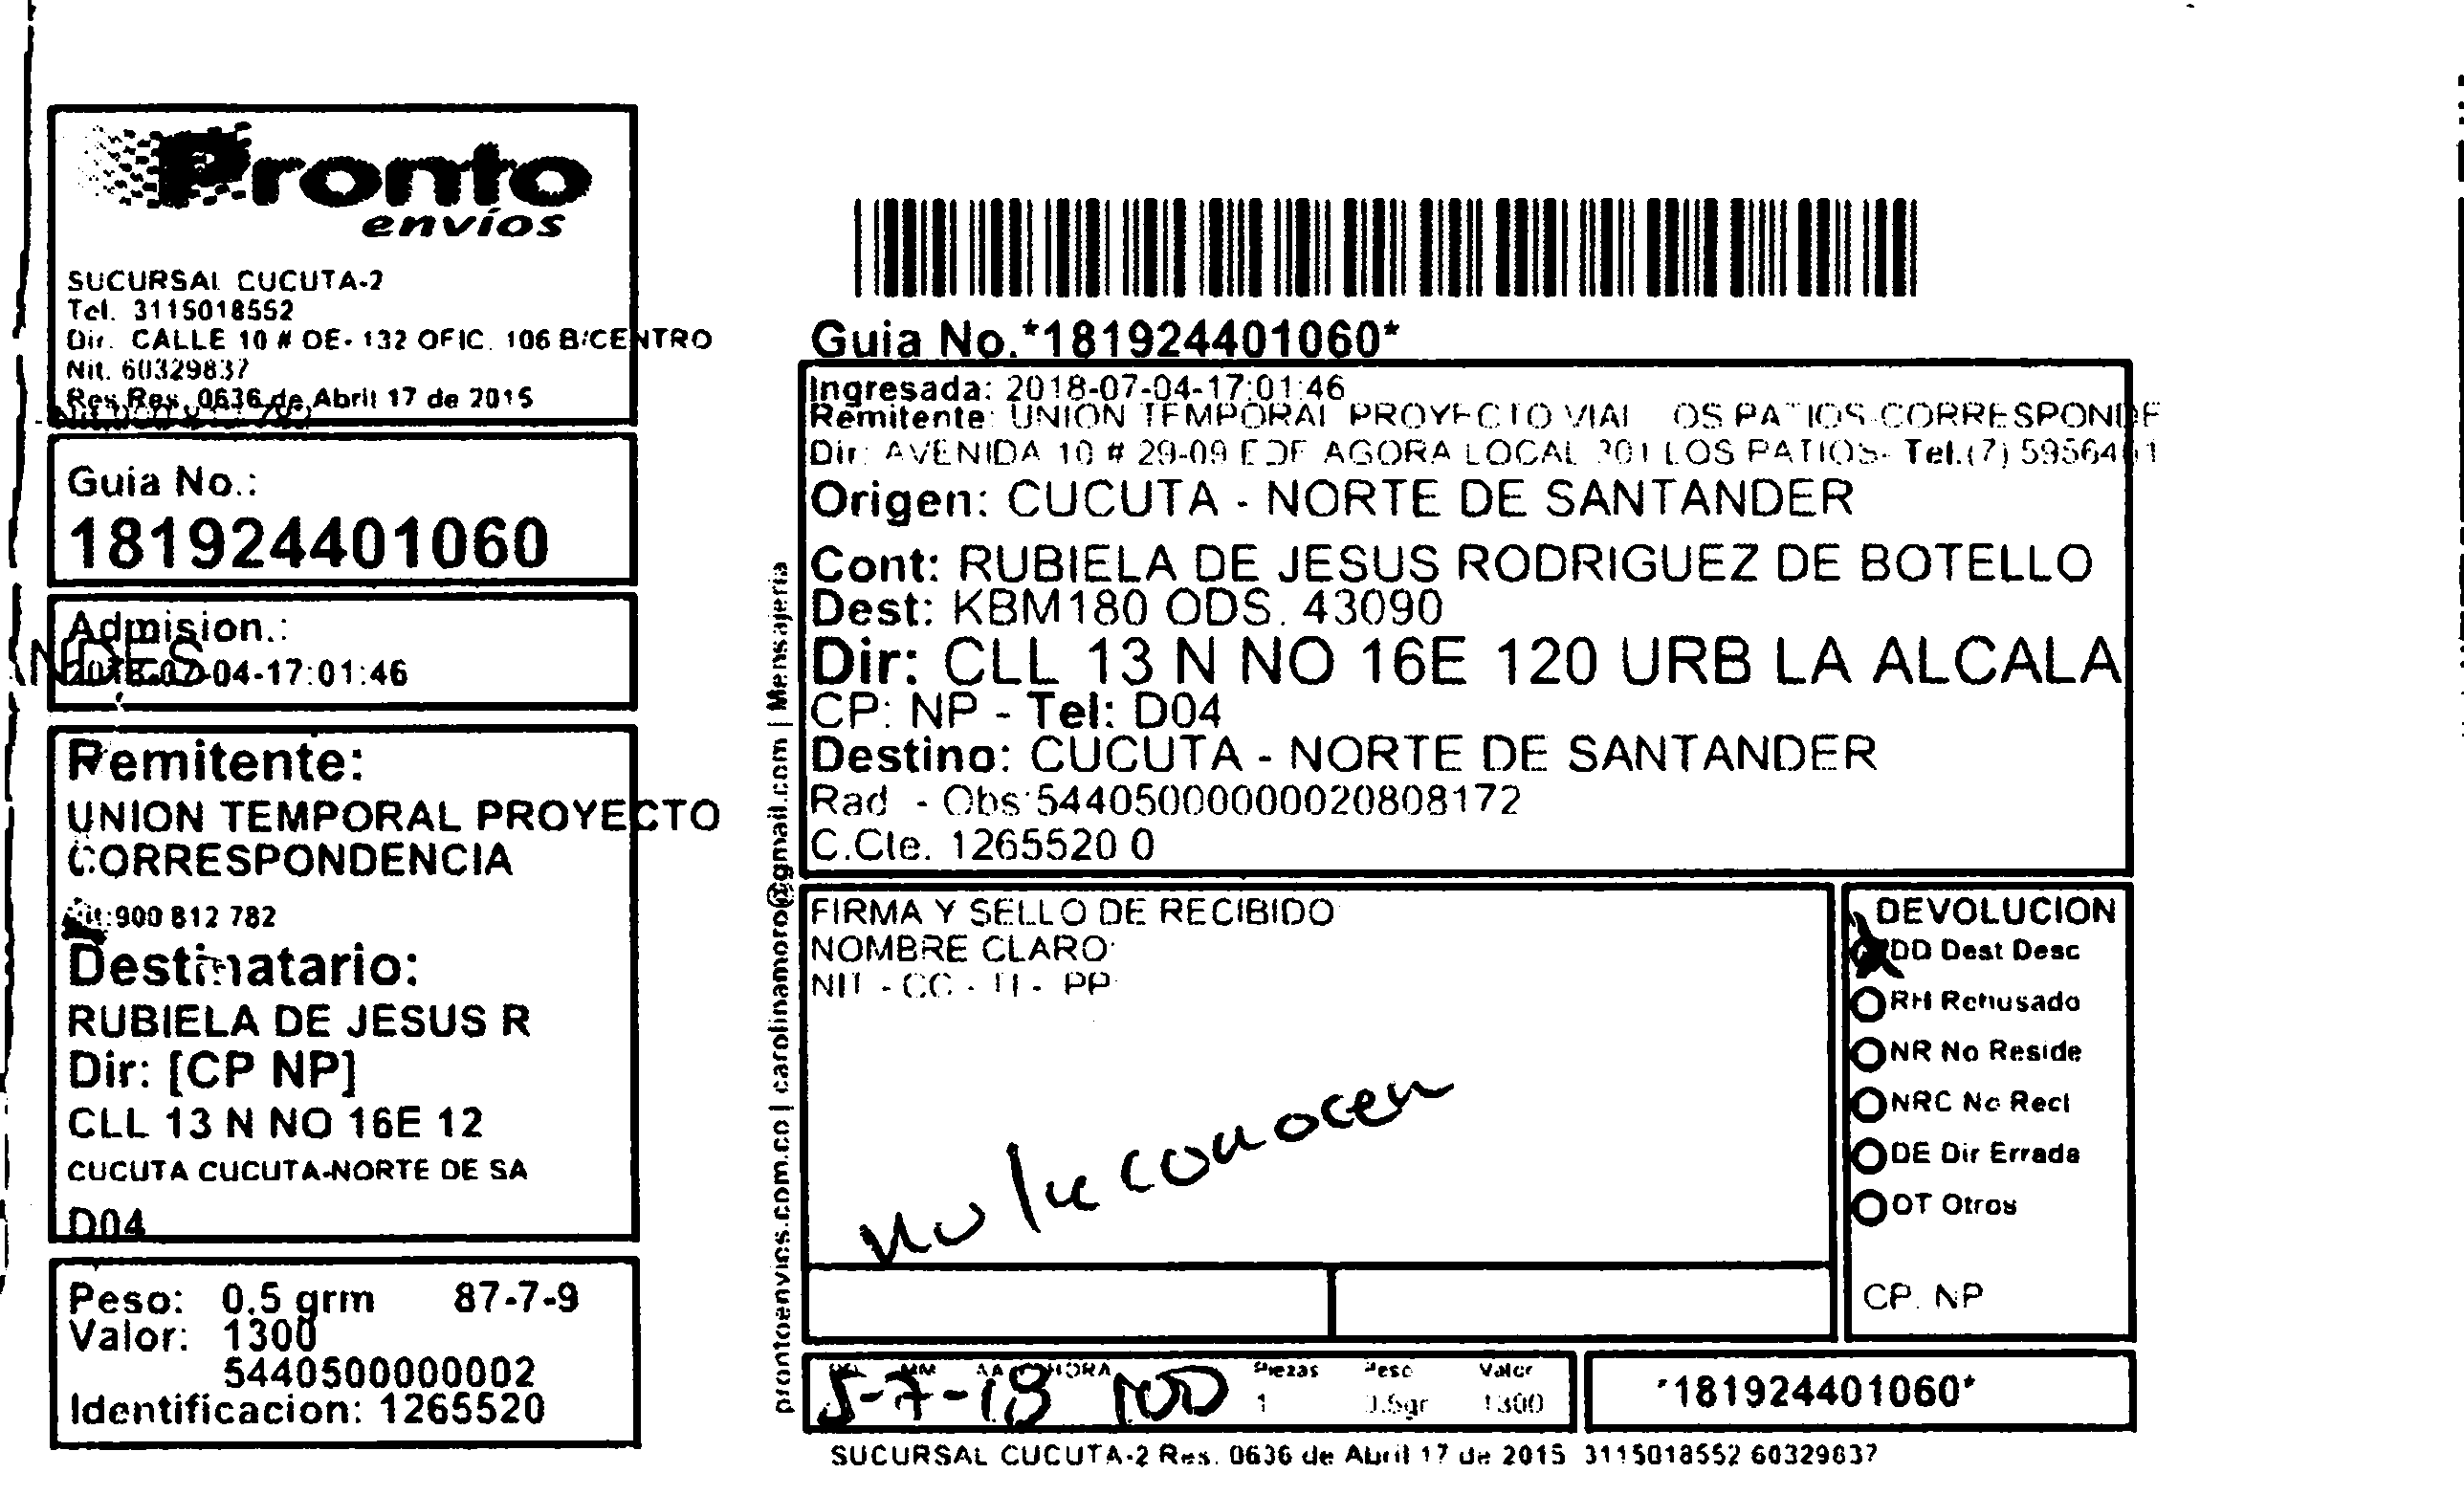 Pronto
envíos
SUCURSAL CUCUTA-2
Tel. 3115018552
Dir. CALLE 10 # OE- 132 OFIC. 106 B/CENTRO
Nit. 60329837
Res.Res. 0636 de Abril 17 de 2015
Guia No.:
181924401060
Admision.:
2018-07-04-17:01:46
Remitente:
UNION TEMPORAL PROYECTO
CORRESPONDENCIA
Nit:900 812 782
Destinatario:
RUBIELA DE JESUS R
Dir: [CP NP]
CLL 13 N NO 16E 12
CUCUTA CUCUTA-NORTE DE SA
D04
Peso: 0.5 grm 87-7-9
Valor: 1300
5440500000002
Identificacion: 1265520
prontoenvios.com.co | carolinamoro@gmail.com | Mensajeria
Guia No.*181924401060*
Ingresada: 2018-07-04-17:01:46
Remitente: UNION TEMPORAL PROYECTO VIAL OS PATIOS-CORRESPONDE
Dir: AVENIDA 10 # 29-09 EDF AGORA LOCAL 301 LOS PATIOS- Tel.(7) 5956461
Origen: CUCUTA - NORTE DE SANTANDER
Cont: RUBIELA DE JESUS RODRIGUEZ DE BOTELLO
Dest: KBM180 ODS. 43090
Dir: CLL 13 N NO 16E 120 URB LA ALCALA
CP: NP - Tel: D04
Destino: CUCUTA - NORTE DE SANTANDER
Rad - Obs:544050000000020808172
C.Cte. 1265520 0
FIRMA Y SELLO DE RECIBIDO
NOMBRE CLARO:
NIT - CC - TI - PP
no le conocen
DEVOLUCION
DD Dest Desc
RH Rehusado
NR No Reside
NRC No Recl
DE Dir Errada
OT Otros
CP. NP
MM AA HORA Piezas Peso Valor
5-7-18 1 0.5gr 1300
*181924401060*
SUCURSAL CUCUTA-2 Res. 0636 de Abril 17 de 2015 3115018552 60329837